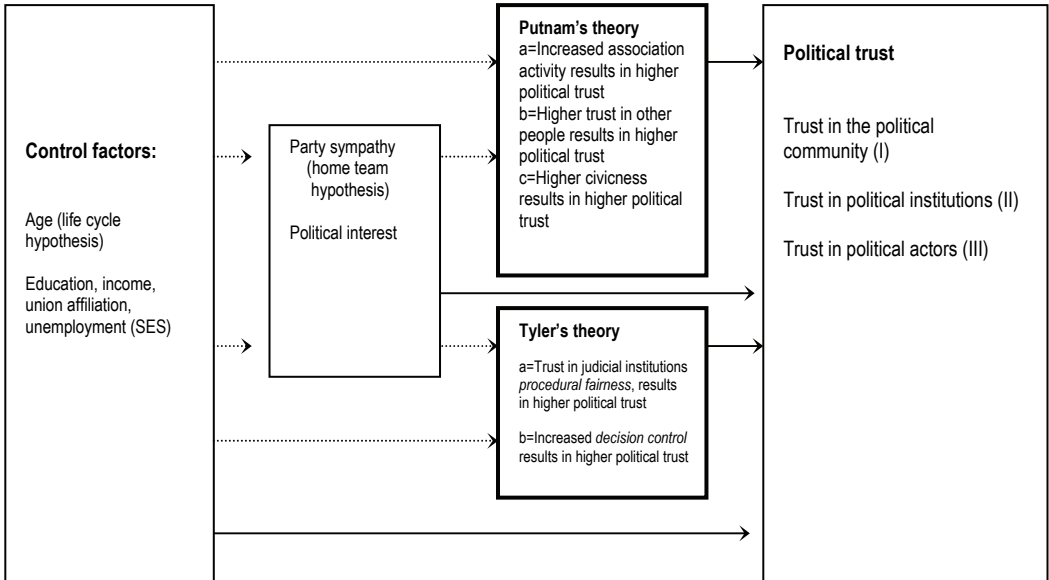 Control factors:
Age (life cycle
hypothesis)
Education, income,
union affiliation,
unemployment (SES)
Party sympathy
(home team
hypothesis)
Political interest
Putnam's theory
a=Increased association
activity results in higher
political trust
b=Higher trust in other
people results in higher
political trust
c=Higher civicness
results in higher political
trust
Tyler's theory
a=Trust in judicial institutions
procedural fairness, results
in higher political trust
b=Increased decision control
results in higher political trust
Political trust
Trust in the political
community (I)
Trust in political institutions (II)
Trust in political actors (III)